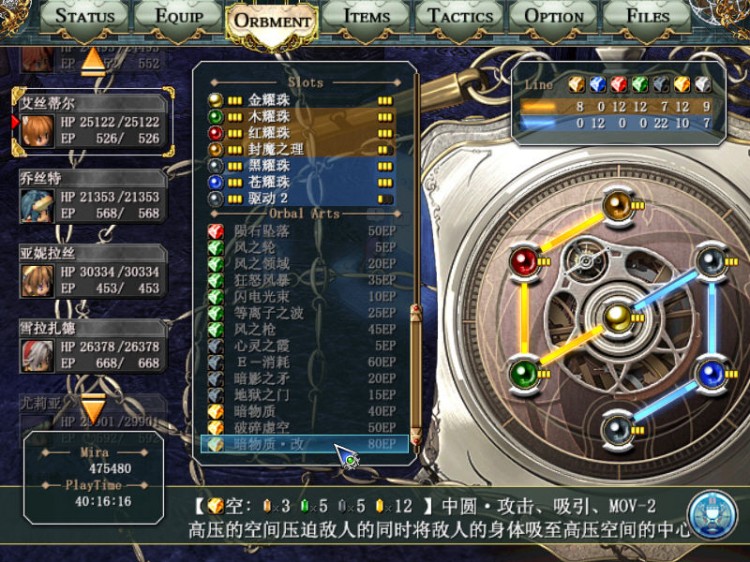 STATUS EQUIP ORBMENT ITEMS TACTICS OPTION FILES
EP 552
艾丝蒂尔
HP 25122/25122
EP 526/ 526
乔丝特
HP 21353/21353
EP 568/ 568
亚妮拉丝
HP 30334/30334
EP 453/ 453
雪拉扎德
HP 26378/26378
EP 668/ 668
尤莉亚
Mira
475480
PlayTime
40:16:16
Slots
金耀珠
木耀珠
红耀珠
封魔之理
黑耀珠
苍耀珠
驱动 2
Orbal Arts
陨石坠落 50EP
风之轮 5EP
风之领域 20EP
狂怒风暴 35EP
闪电光束 10EP
等离子之波 25EP
风之枪 45EP
心灵之霞 5EP
E－消耗 60EP
暗影之矛 20EP
地狱之门 15EP
暗物质 40EP
破碎虚空 50EP
暗物质·改 80EP
Line
8 0 12 12 7 12 9
0 12 0 0 22 10 7
【空: ×3 ×5 ×5 ×12 】中圆·攻击、吸引、MOV-2
高压的空间压迫敌人的同时将敌人的身体吸至高压空间的中心